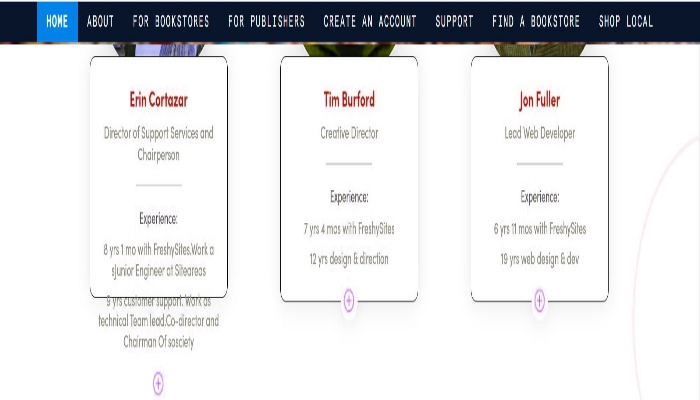 HOME ABOUT FOR BOOKSTORES FOR PUBLISHERS CREATE AN ACCOUNT SUPPORT FIND A BOOKSTORE SHOP LOCAL
Erin Cortazar
Director of Support Services and
Chairperson
Experience:
8 yrs 1 mo with FreshySites.Work a
sJunior Engineer at Siteareas
9 yrs customer support. Work as
technical Team lead.Co-director and
Chairman Of sosciety
Tim Burford
Creative Director
Experience:
7 yrs 4 mos with FreshySites
12 yrs design & direction
Jon Fuller
Lead Web Developer
Experience:
6 yrs 11 mos with FreshySites
19 yrs web design & dev